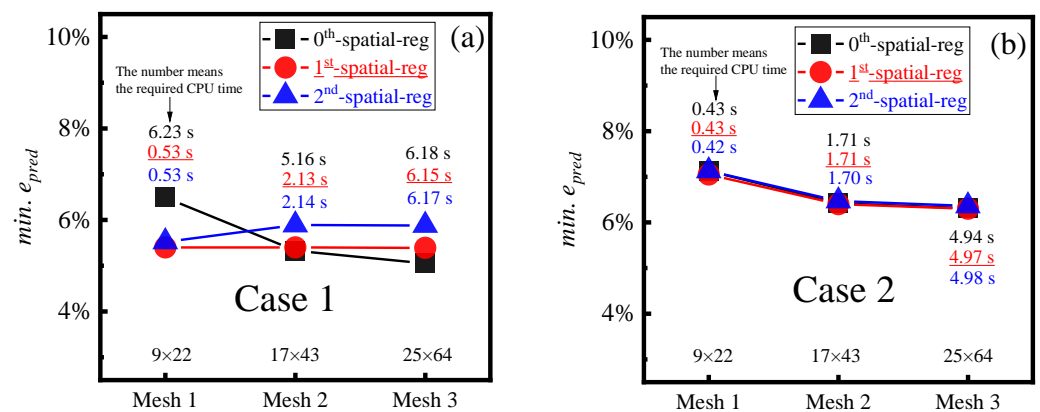 (a)
0th-spatial-reg
1st-spatial-reg
2nd-spatial-reg
The number means
the required CPU time
10%
8%
6%
4%
min. e_pred
6.23 s
0.53 s
0.53 s
5.16 s
2.13 s
2.14 s
6.18 s
6.15 s
6.17 s
Case 1
9×22
17×43
25×64
Mesh 1
Mesh 2
Mesh 3
(b)
0th-spatial-reg
1st-spatial-reg
2nd-spatial-reg
The number means
the required CPU time
10%
8%
6%
4%
min. e_pred
0.43 s
0.43 s
0.42 s
1.71 s
1.71 s
1.70 s
4.94 s
4.97 s
4.98 s
Case 2
9×22
17×43
25×64
Mesh 1
Mesh 2
Mesh 3